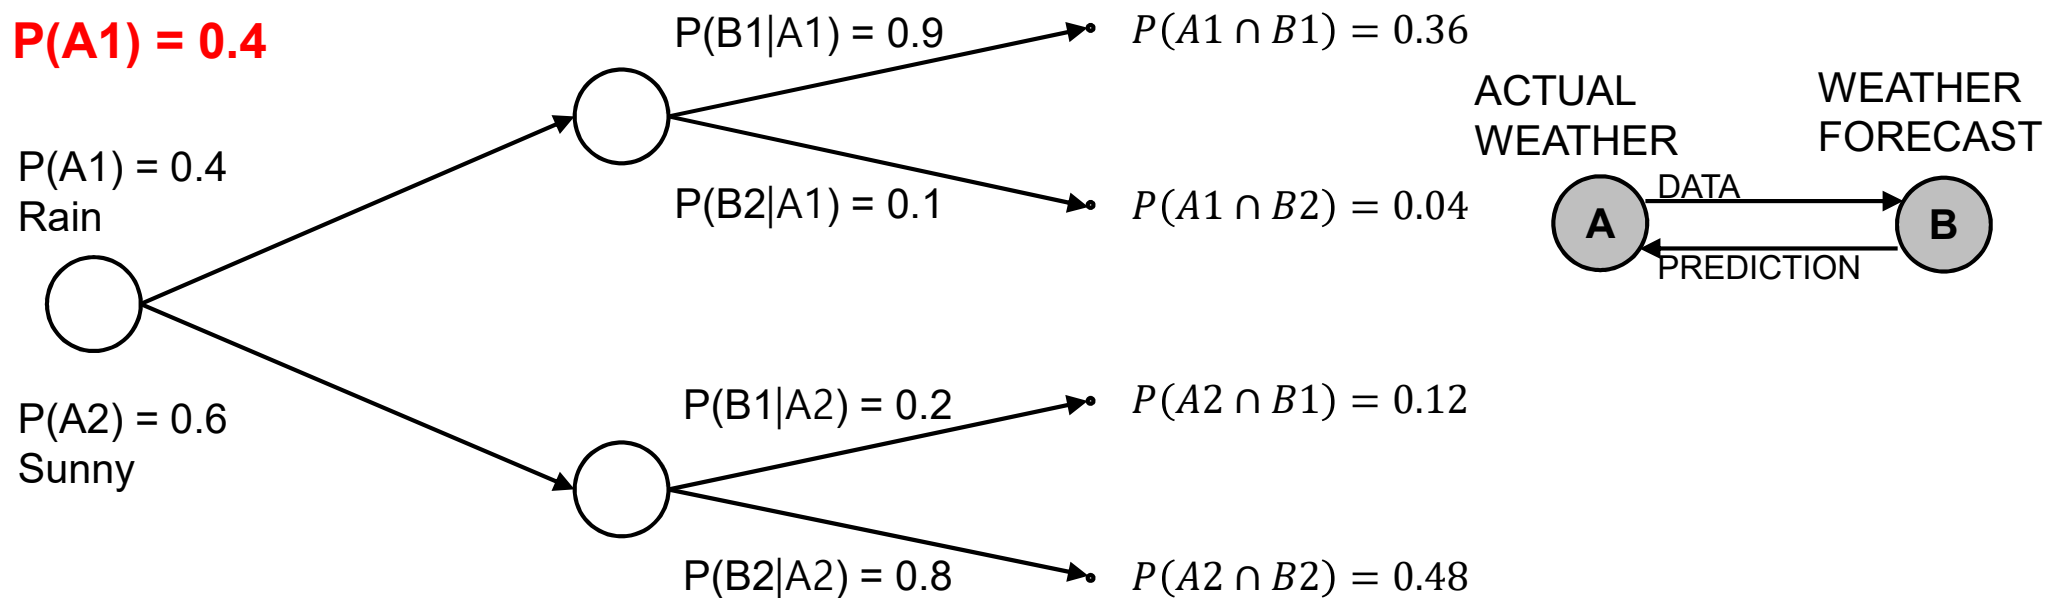 P(A1) = 0.4
P(B1|A1) = 0.9
P(A1 ∩ B1) = 0.36
ACTUAL
WEATHER
WEATHER
FORECAST
P(A1) = 0.4
Rain
P(B2|A1) = 0.1
P(A1 ∩ B2) = 0.04
DATA
A
B
PREDICTION
P(A2) = 0.6
Sunny
P(B1|A2) = 0.2
P(A2 ∩ B1) = 0.12
P(B2|A2) = 0.8
P(A2 ∩ B2) = 0.48